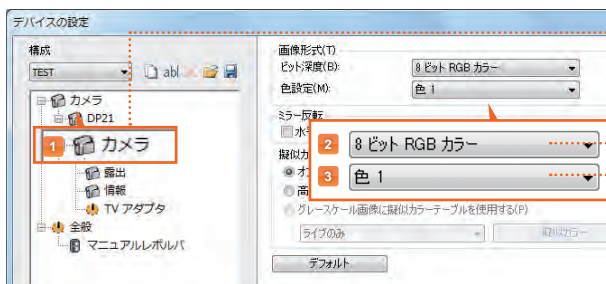 デバイスの設定
構成
TEST
abl
カメラ
DP21
1 カメラ
露出
情報
TV アダプタ
全般
マニュアルレボルバ
画像形式(T)
ビット深度(B):
8 ビット RGB カラー
色設定(M):
色 1
ミラー反転
水
2 8 ビット RGB カラー
3 色 1
擬似カ
オ
高
グレースケール画像に擬似カラーテーブルを使用する(P)
ライブのみ
擬似カラー
デフォルト